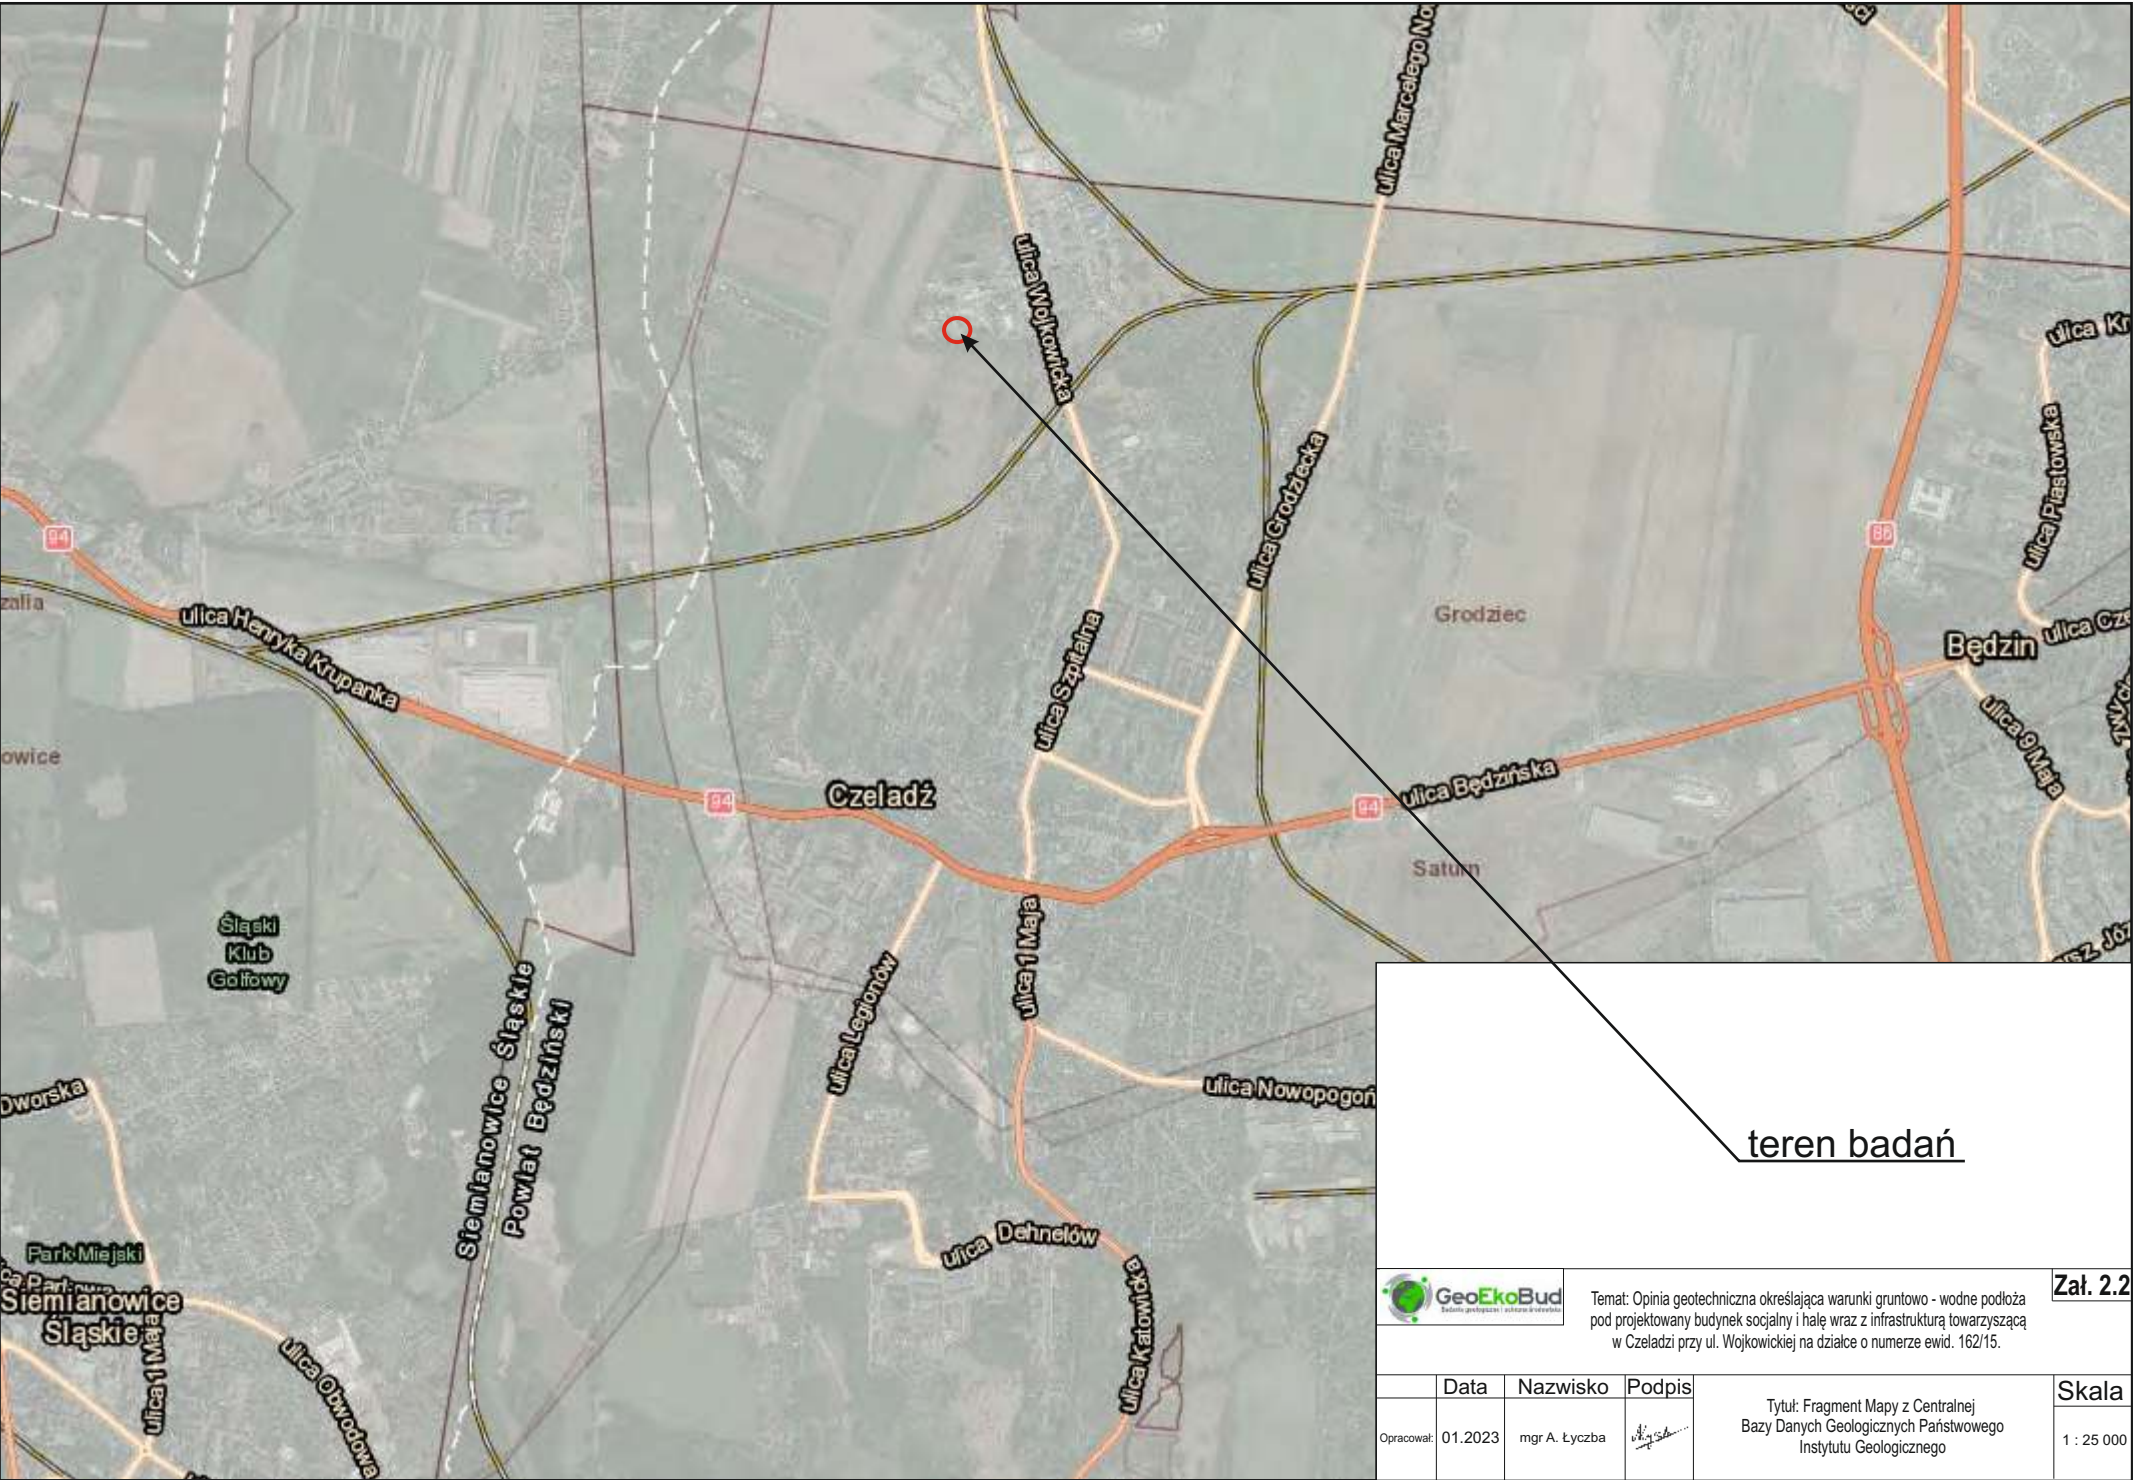 ści
ulica Marcelego No
ulica Wojkowicka
ulica Kr
ulica Piastowska
ulica Grodziecka
94
86
zalia
ulica Henryka Krupanka
Grodziec
ulica Szpitalna
Będzin
ulica Cze
ulica 9 Maja
owice
94
Czeladź
94
ulica Będzińska
Saturn
Śląski
Klub
Golfowy
ulica 1 Maja
ulica Legionów
Siemianowice Śląskie
Powiat Będziński
Dworska
ulica Nowopogoń
teren badań
ulica Dehnelów
Park Miejski
Siemianowice
Śląskie
ulica 1 Maja
ulica Obwodowa
ulica Katowicka
GeoEkoBud
Temat: Opinia geotechniczna określająca warunki gruntowo - wodne podłoża
pod projektowany budynek socjalny i halę wraz z infrastrukturą towarzyszącą
w Czeladzi przy ul. Wojkowickiej na działce o numerze ewid. 162/15.
Zał. 2.2
Data Nazwisko Podpis
Opracował: 01.2023 mgr A. Łyczba
Tytuł: Fragment Mapy z Centralnej
Bazy Danych Geologicznych Państwowego
Instytutu Geologicznego
Skala
1 : 25 000